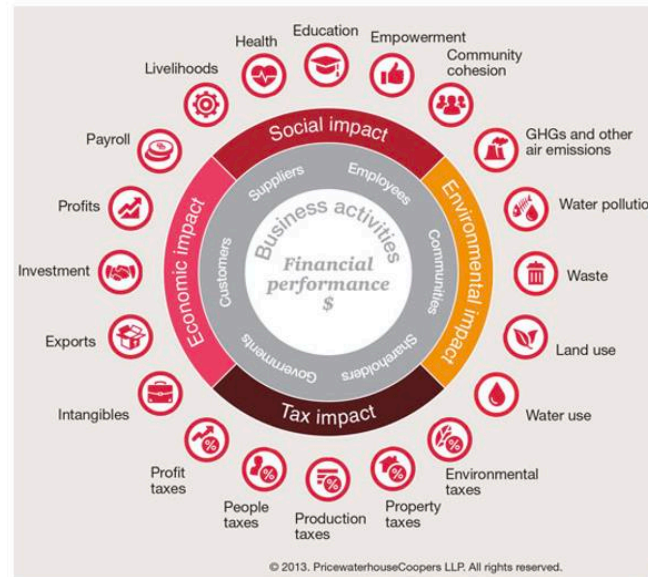 Education
Health
Empowerment
Livelihoods
Community
cohesion
Payroll
GHGs and other
air emissions
Profits
Water pollutio
Investment
Waste
Exports
Land use
Intangibles
Water use
Profit
taxes
People
taxes
Production
taxes
Property
taxes
Environmental
taxes
Social impact
Environmental impact
Tax impact
Economic impact
Suppliers
Employees
Communities
Shareholders
Governments
Customers
Business activities
Financial
performance
$
%
%
%
%
%
© 2013. PricewaterhouseCoopers LLP. All rights reserved.